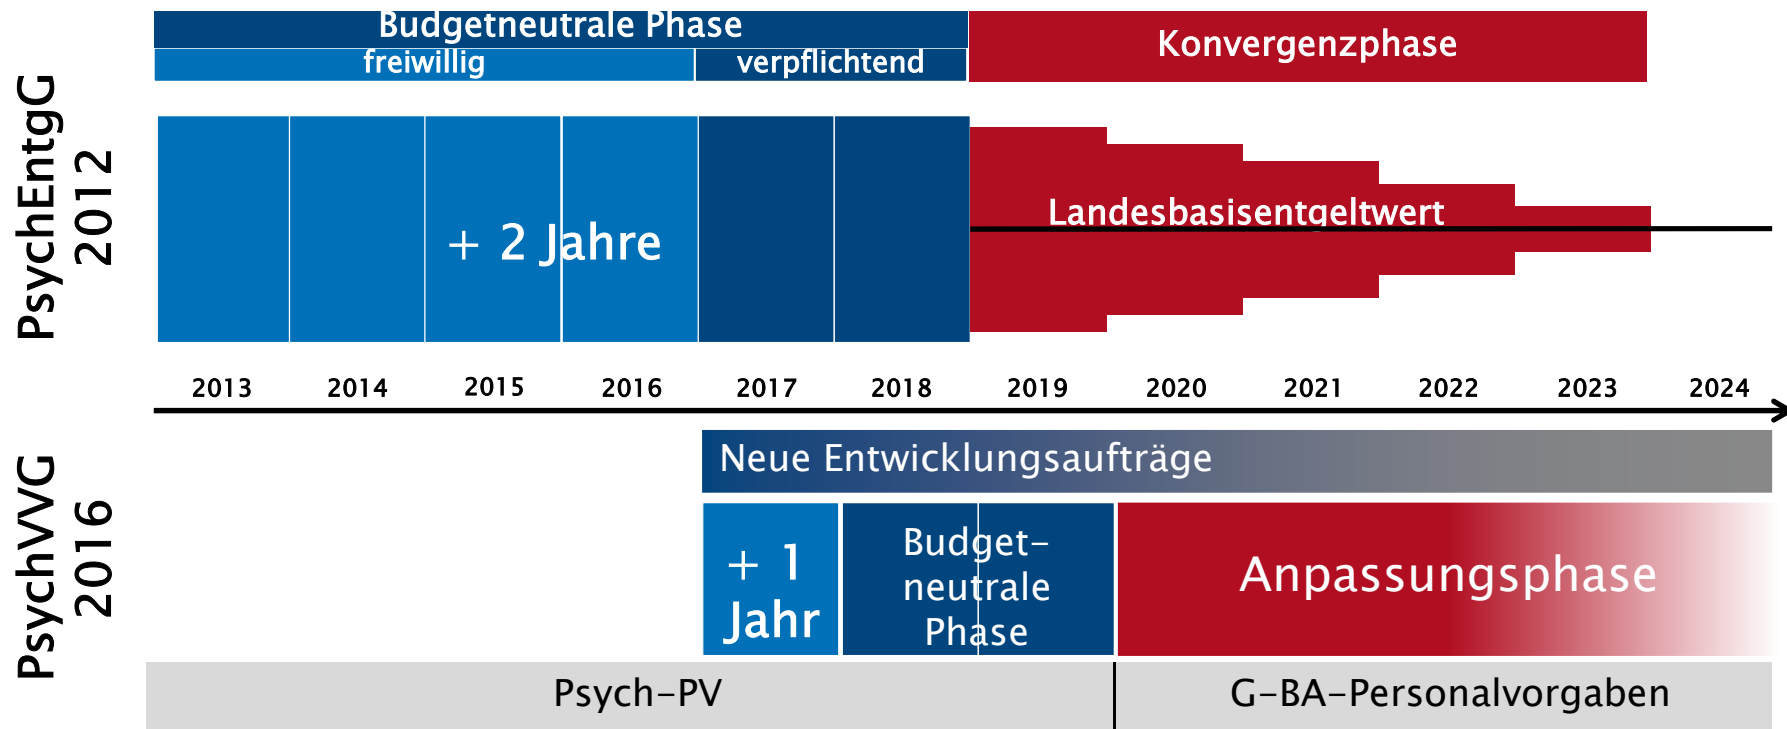 Budgetneutrale Phase
freiwillig
verpflichtend
Konvergenzphase
PsychEntgG
2012
+ 2 Jahre
Landesbasisentgeltwert
2013 2014 2015 2016 2017 2018 2019 2020 2021 2022 2023 2024
PsychVVG
2016
Neue Entwicklungsaufträge
+ 1
Jahr
Budget-
neutrale
Phase
Anpassungsphase
Psych-PV
G-BA-Personalvorgaben